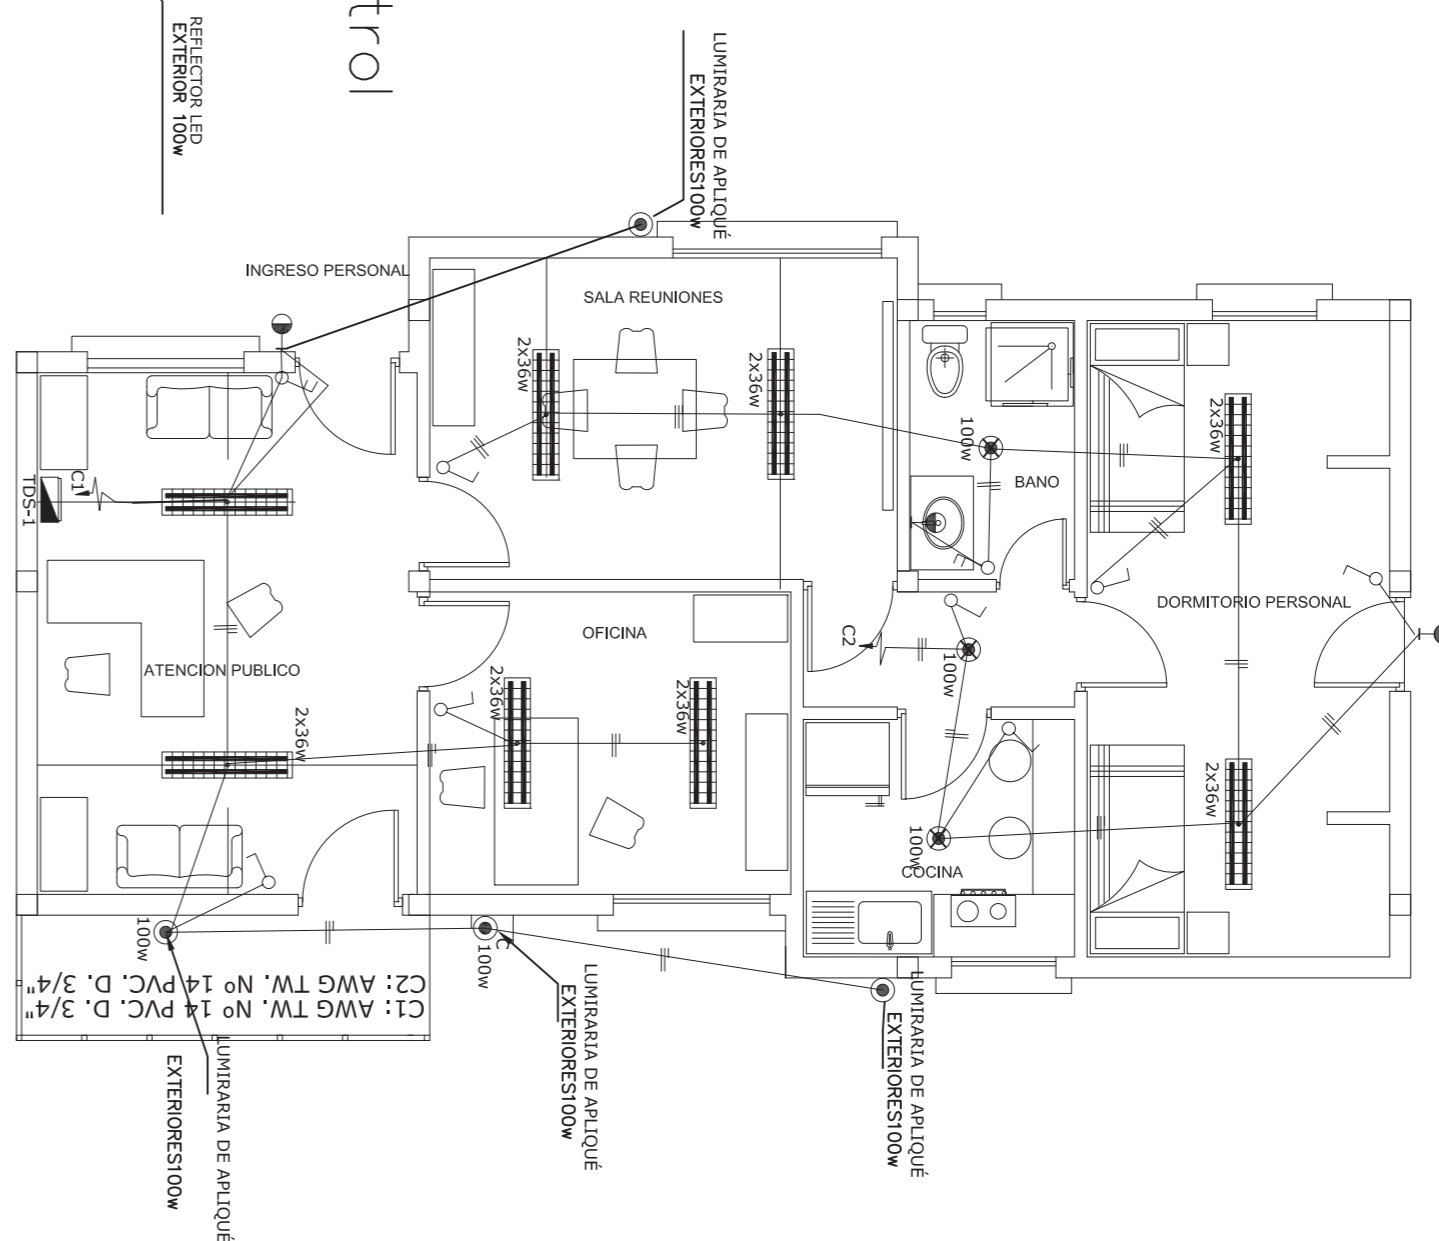 trol
REFLECTOR LED
EXTERIOR 100w
LUMIRARIA DE APLIQUÉ
EXTERIORES100w
INGRESO PERSONAL
SALA REUNIONES
2x36w
2x36w
2x36w
100w
BANO
C1
TDS-1
DORMITORIO PERSONAL
OFICINA
C2
100w
ATENCION PUBLICO
2x36w
2x36w
2x36w
2x36w
100w
COCINA
100w
C
100w
C2: AWG TW. Nº 14 PVC. D. 3/4"
C1: AWG TW. Nº 14 PVC. D. 3/4"
LUMIRARIA DE APLIQUÉ
EXTERIORES100w
LUMIRARIA DE APLIQUÉ
EXTERIORES100w
LUMIRARIA DE APLIQUÉ
EXTERIORES100w